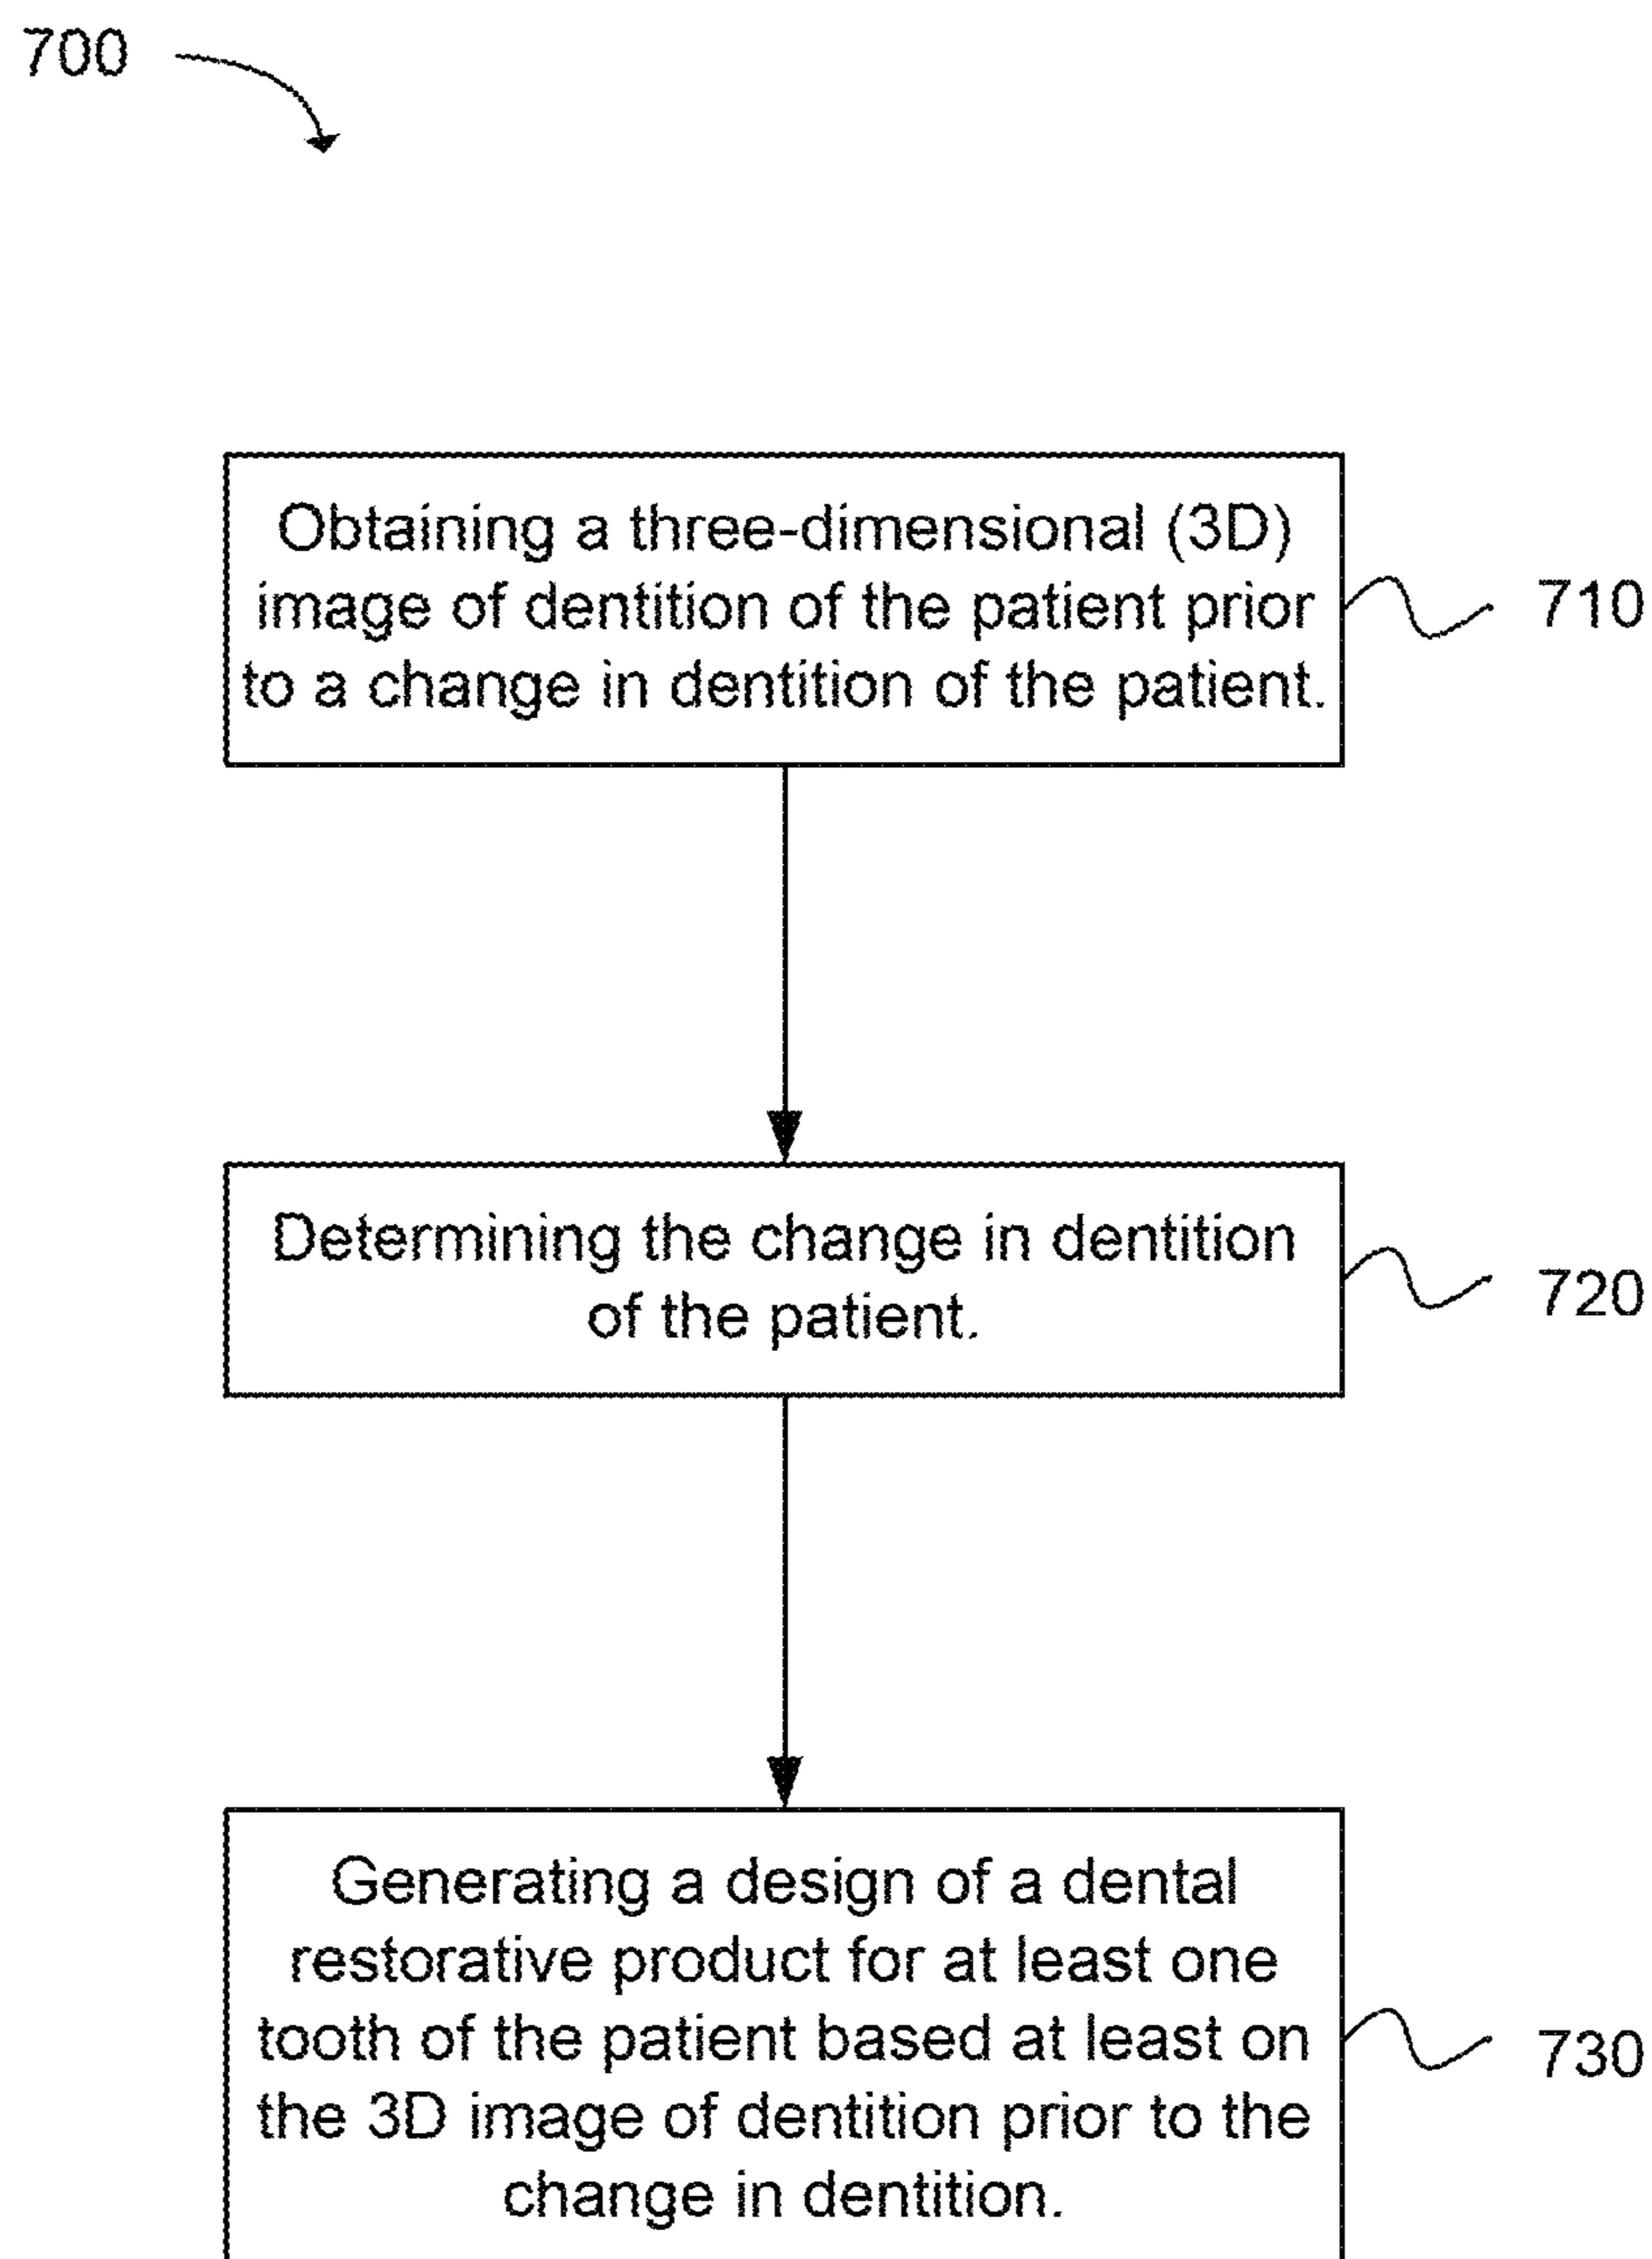 700
Obtaining a three-dimensional (3D)
image of dentition of the patient prior
to a change in dentition of the patient.
710
Determining the change in dentition
of the patient.
720
Generating a design of a dental
restorative product for at least one
tooth of the patient based at least on
the 3D image of dentition prior to the
change in dentition.
730